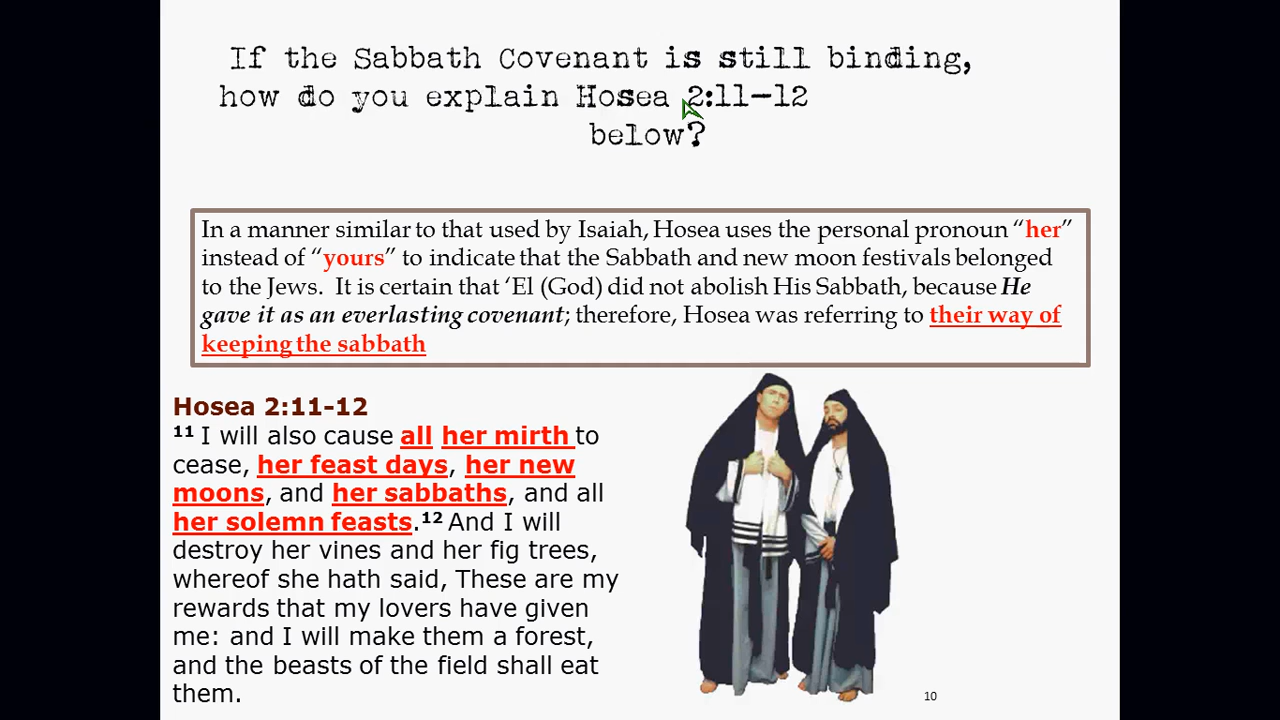 If the Sabbath Covenant is still binding,
how do you explain Hosea 2:11-12
below?
In a manner similar to that used by Isaiah, Hosea uses the personal pronoun “her”
instead of “yours” to indicate that the Sabbath and new moon festivals belonged
to the Jews. It is certain that ‘El (God) did not abolish His Sabbath, because He
gave it as an everlasting covenant; therefore, Hosea was referring to their way of
keeping the sabbath
Hosea 2:11-12
11 I will also cause all her mirth to
cease, her feast days, her new
moons, and her sabbaths, and all
her solemn feasts.12 And I will
destroy her vines and her fig trees,
whereof she hath said, These are my
rewards that my lovers have given
me: and I will make them a forest,
and the beasts of the field shall eat
them.
10